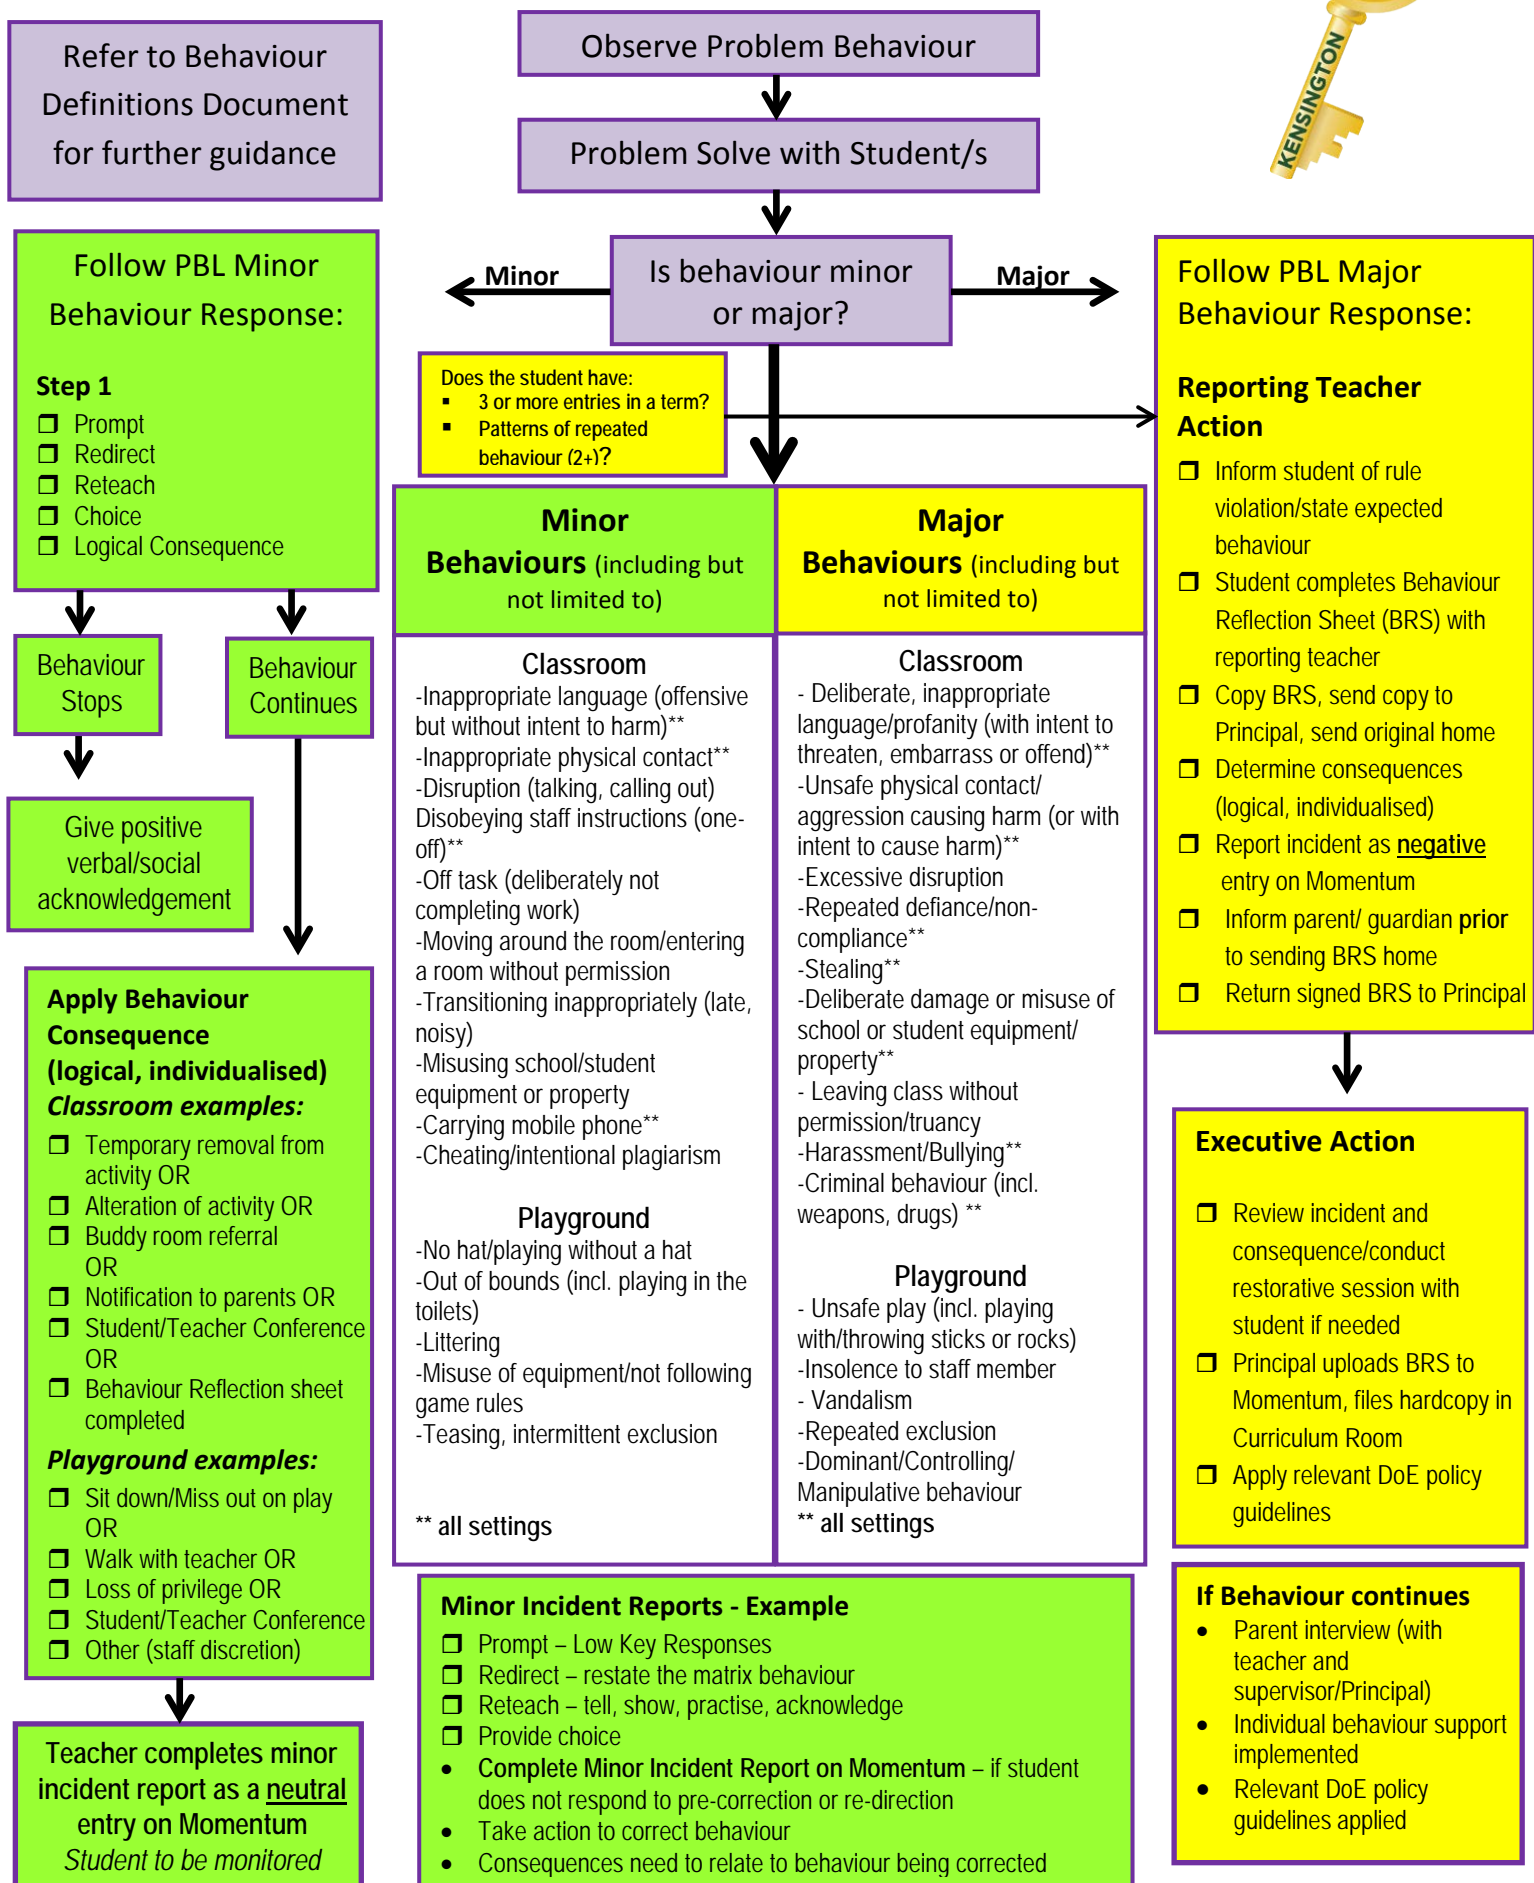 Refer to Behaviour
Definitions Document
for further guidance
Observe Problem Behaviour
Problem Solve with Student/s
KENSINGTON
Minor
Is behaviour minor
or major?
Major
Follow PBL Minor
Behaviour Response:
Step 1
❒ Prompt
❒ Redirect
❒ Reteach
❒ Choice
❒ Logical Consequence
Behaviour
Stops
Behaviour
Continues
Give positive
verbal/social
acknowledgement
Apply Behaviour
Consequence
(logical, individualised)
Classroom examples:
❒ Temporary removal from
activity OR
❒ Alteration of activity OR
❒ Buddy room referral
OR
❒ Notification to parents OR
❒ Student/Teacher Conference
OR
❒ Behaviour Reflection sheet
completed
Playground examples:
❒ Sit down/Miss out on play
OR
❒ Walk with teacher OR
❒ Loss of privilege OR
❒ Student/Teacher Conference
❒ Other (staff discretion)
Teacher completes minor
incident report as a neutral
entry on Momentum
Student to be monitored
Does the student have:
▪ 3 or more entries in a term?
▪ Patterns of repeated
behaviour (2+)?
Minor
Behaviours (including but
not limited to)
Classroom
-Inappropriate language (offensive
but without intent to harm)**
-Inappropriate physical contact**
-Disruption (talking, calling out)
Disobeying staff instructions (one-
off)**
-Off task (deliberately not
completing work)
-Moving around the room/entering
a room without permission
-Transitioning inappropriately (late,
noisy)
-Misusing school/student
equipment or property
-Carrying mobile phone**
-Cheating/intentional plagiarism
Playground
-No hat/playing without a hat
-Out of bounds (incl. playing in the
toilets)
-Littering
-Misuse of equipment/not following
game rules
-Teasing, intermittent exclusion
** all settings
Major
Behaviours (including but
not limited to)
Classroom
- Deliberate, inappropriate
language/profanity (with intent to
threaten, embarrass or offend)**
-Unsafe physical contact/
aggression causing harm (or with
intent to cause harm)**
-Excessive disruption
-Repeated defiance/non-
compliance**
-Stealing**
-Deliberate damage or misuse of
school or student equipment/
property**
- Leaving class without
permission/truancy
-Harassment/Bullying**
-Criminal behaviour (incl.
weapons, drugs) **
Playground
- Unsafe play (incl. playing
with/throwing sticks or rocks)
-Insolence to staff member
- Vandalism
-Repeated exclusion
-Dominant/Controlling/
Manipulative behaviour
** all settings
Minor Incident Reports - Example
❒ Prompt – Low Key Responses
❒ Redirect – restate the matrix behaviour
❒ Reteach – tell, show, practise, acknowledge
❒ Provide choice
• Complete Minor Incident Report on Momentum – if student
does not respond to pre-correction or re-direction
• Take action to correct behaviour
• Consequences need to relate to behaviour being corrected
Follow PBL Major
Behaviour Response:
Reporting Teacher
Action
❒ Inform student of rule
violation/state expected
behaviour
❒ Student completes Behaviour
Reflection Sheet (BRS) with
reporting teacher
❒ Copy BRS, send copy to
Principal, send original home
❒ Determine consequences
(logical, individualised)
❒ Report incident as negative
entry on Momentum
❒ Inform parent/ guardian prior
to sending BRS home
❒ Return signed BRS to Principal
Executive Action
❒ Review incident and
consequence/conduct
restorative session with
student if needed
❒ Principal uploads BRS to
Momentum, files hardcopy in
Curriculum Room
❒ Apply relevant DoE policy
guidelines
If Behaviour continues
• Parent interview (with
teacher and
supervisor/Principal)
• Individual behaviour support
implemented
• Relevant DoE policy
guidelines applied